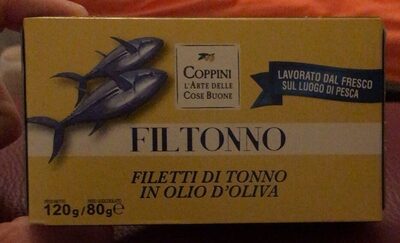 COPPINI
L'ARTE DELLE
COSE BUONE
LAVORATO DAL FRESCO
SUL LUOGO DI PESCA
FILTONNO
FILETTI DI TONNO
IN OLIO D'OLIVA
120g/80g℮